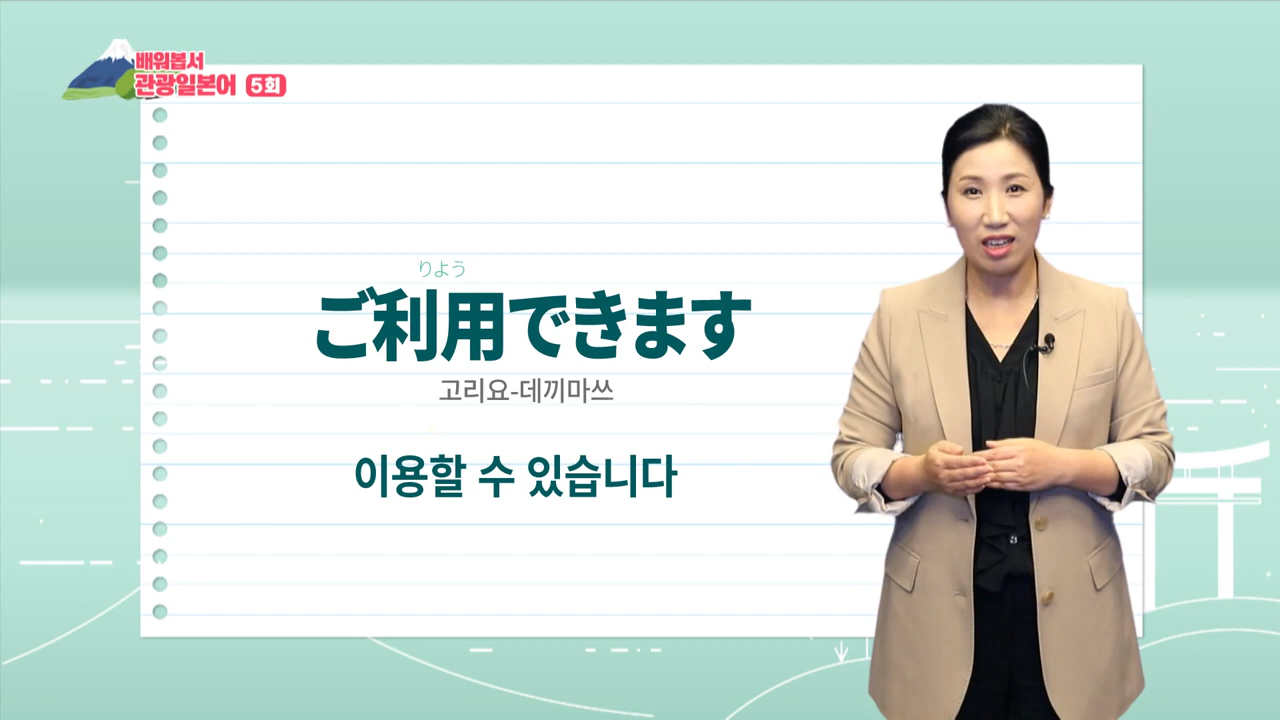 배워봅서
관광일본어 5회
りよう
ご利用できます
고리요-데끼마쓰
이용할 수 있습니다